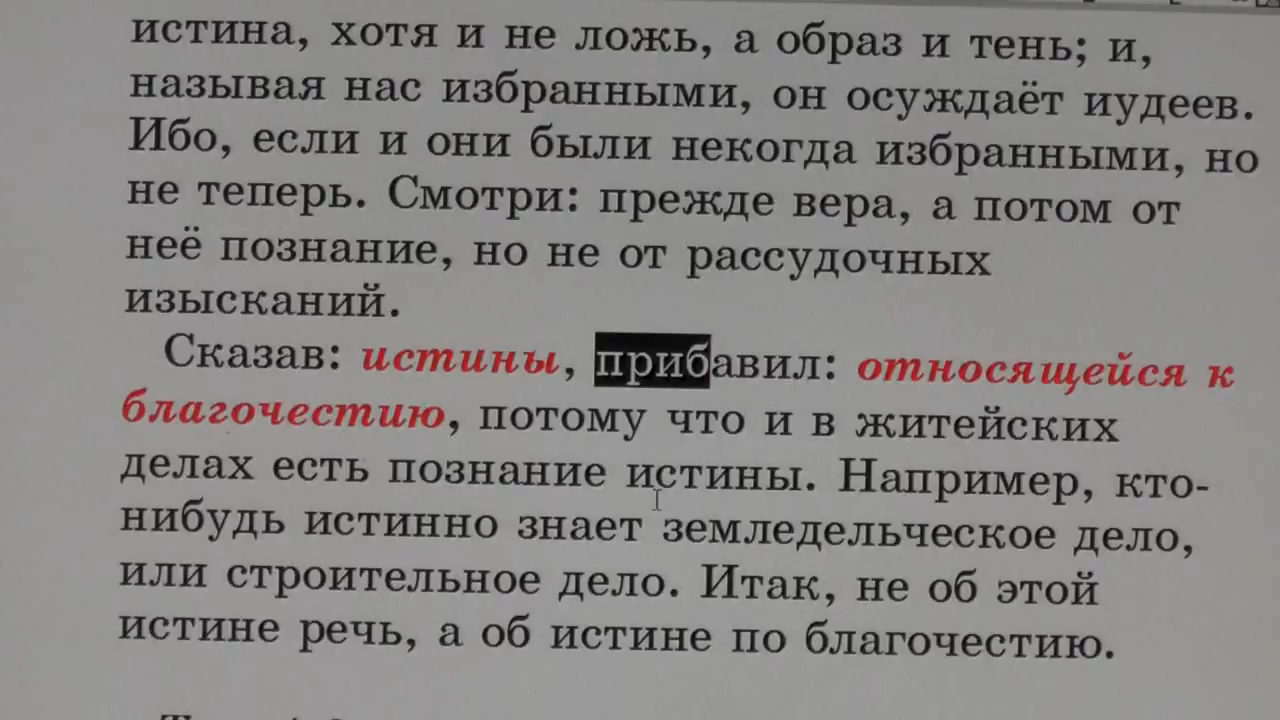 истина, хотя и не ложь, а образ и тень; и,
называя нас избранными, он осуждаёт иудеев.
Ибо, если и они были некогда избранными, но
не теперь. Смотри: прежде вера, а потом от
неё познание, но не от рассудочных
изысканий.
Сказав: истины, прибавил: относящейся к
благочестию, потому что и в житейских
делах есть познание истины. Например, кто-
нибудь истинно знает земледельческое дело,
или строительное дело. Итак, не об этой
истине речь, а об истине по благочестию.